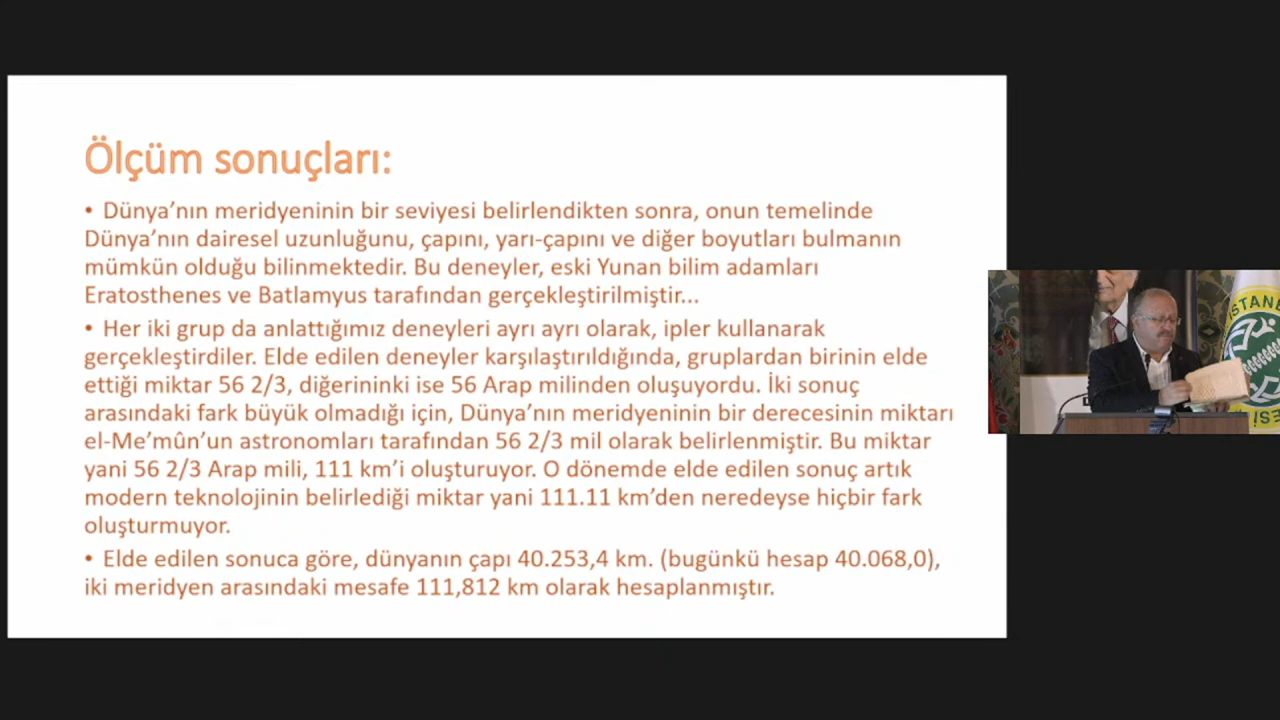 Ölçüm sonuçları:
• Dünya’nın meridyeninin bir seviyesi belirlendikten sonra, onun temelinde
Dünya’nın dairesel uzunluğunu, çapını, yarı-çapını ve diğer boyutları bulmanın
mümkün olduğu bilinmektedir. Bu deneyler, eski Yunan bilim adamları
Eratosthenes ve Batlamyus tarafından gerçekleştirilmiştir...
• Her iki grup da anlattığımız deneyleri ayrı ayrı olarak, ipler kullanarak
gerçekleştirdiler. Elde edilen deneyler karşılaştırıldığında, gruplardan birinin elde
ettiği miktar 56 2/3, diğerininki ise 56 Arap milinden oluşuyordu. İki sonuç
arasındaki fark büyük olmadığı için, Dünya’nın meridyeninin bir derecesinin miktarı
el-Me’mûn’un astronomları tarafından 56 2/3 mil olarak belirlenmiştir. Bu miktar
yani 56 2/3 Arap mili, 111 km’i oluşturuyor. O dönemde elde edilen sonuç artık
modern teknolojinin belirlediği miktar yani 111.11 km’den neredeyse hiçbir fark
oluşturmuyor.
• Elde edilen sonuca göre, dünyanın çapı 40.253,4 km. (bugünkü hesap 40.068,0),
iki meridyen arasındaki mesafe 111,812 km olarak hesaplanmıştır.
İSTAN